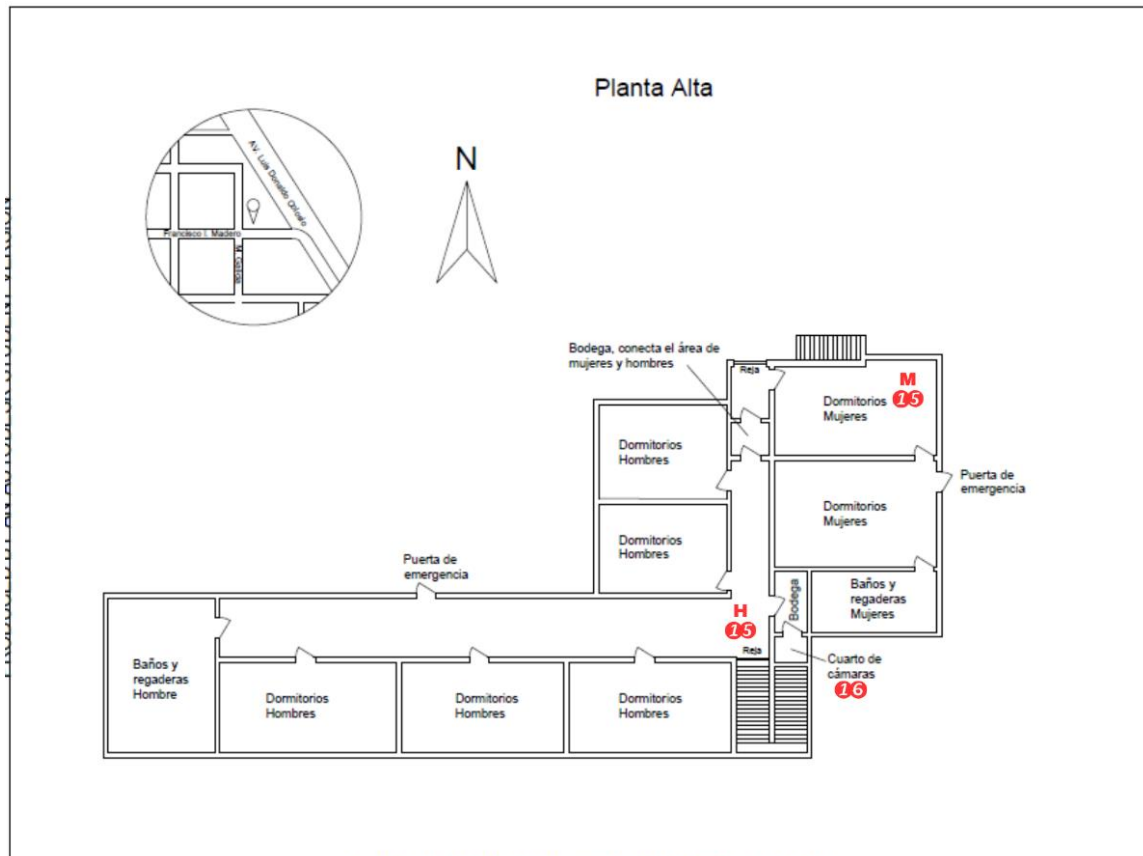 Planta Alta
AV. Luis Donaldo Colosio
Francisco I. Madero
N
Bodega, conecta el área de
mujeres y hombres
Reja
M
15
Dormitorios
Mujeres
Dormitorios
Hombres
Puerta de
emergencia
Dormitorios
Mujeres
Dormitorios
Hombres
Puerta de
emergencia
Bodega
Baños y
regaderas
Mujeres
H
15
Reja
Baños y
regaderas
Hombre
Cuarto de
cámaras
16
Dormitorios
Hombres
Dormitorios
Hombres
Dormitorios
Hombres